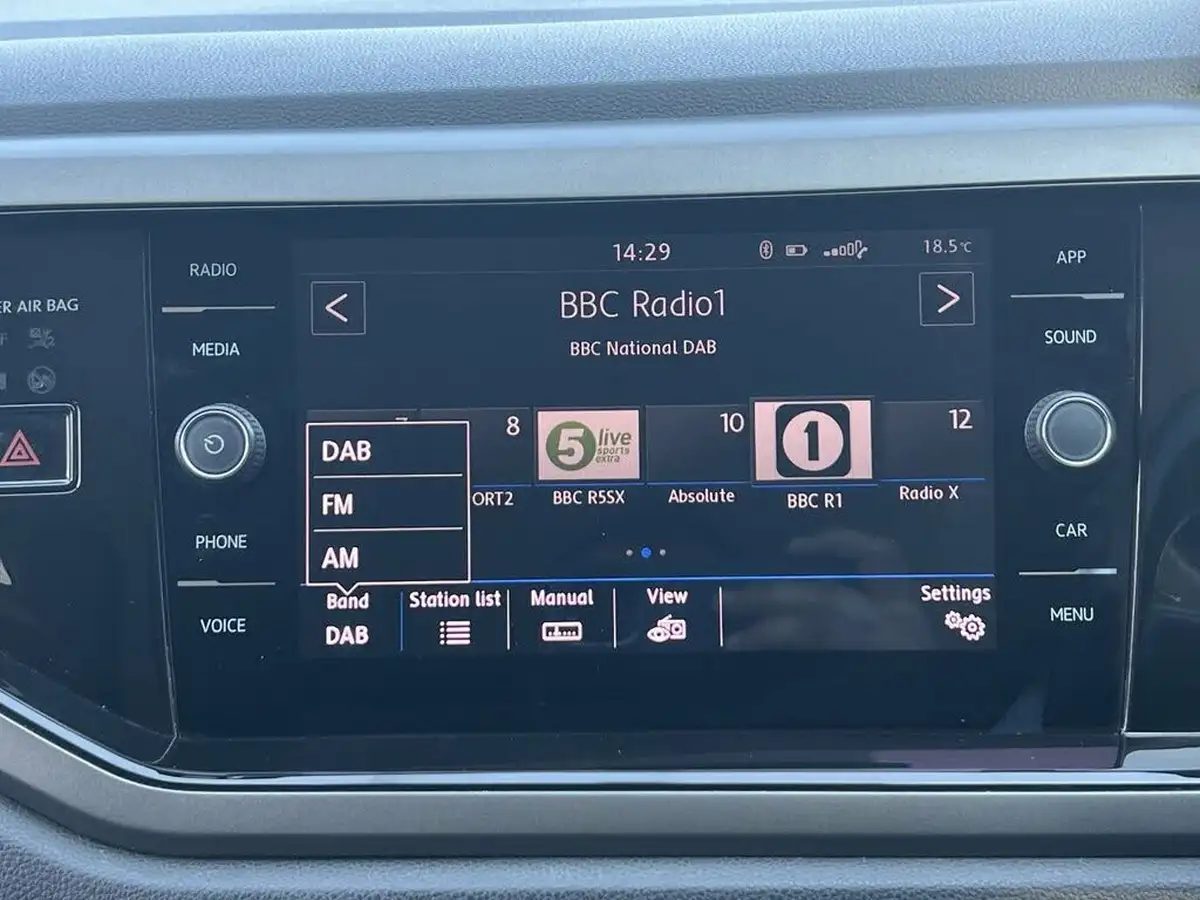 14:29
18.5°C
RADIO
MEDIA
PHONE
VOICE
ER AIR BAG
BBC Radio1
BBC National DAB
DAB
FM
AM
8
ORT2
5 live
sports
extra
BBC R5SX
10
Absolute
1
BBC R1
12
Radio X
Band
DAB
Station list
Manual
View
Settings
APP
SOUND
CAR
MENU